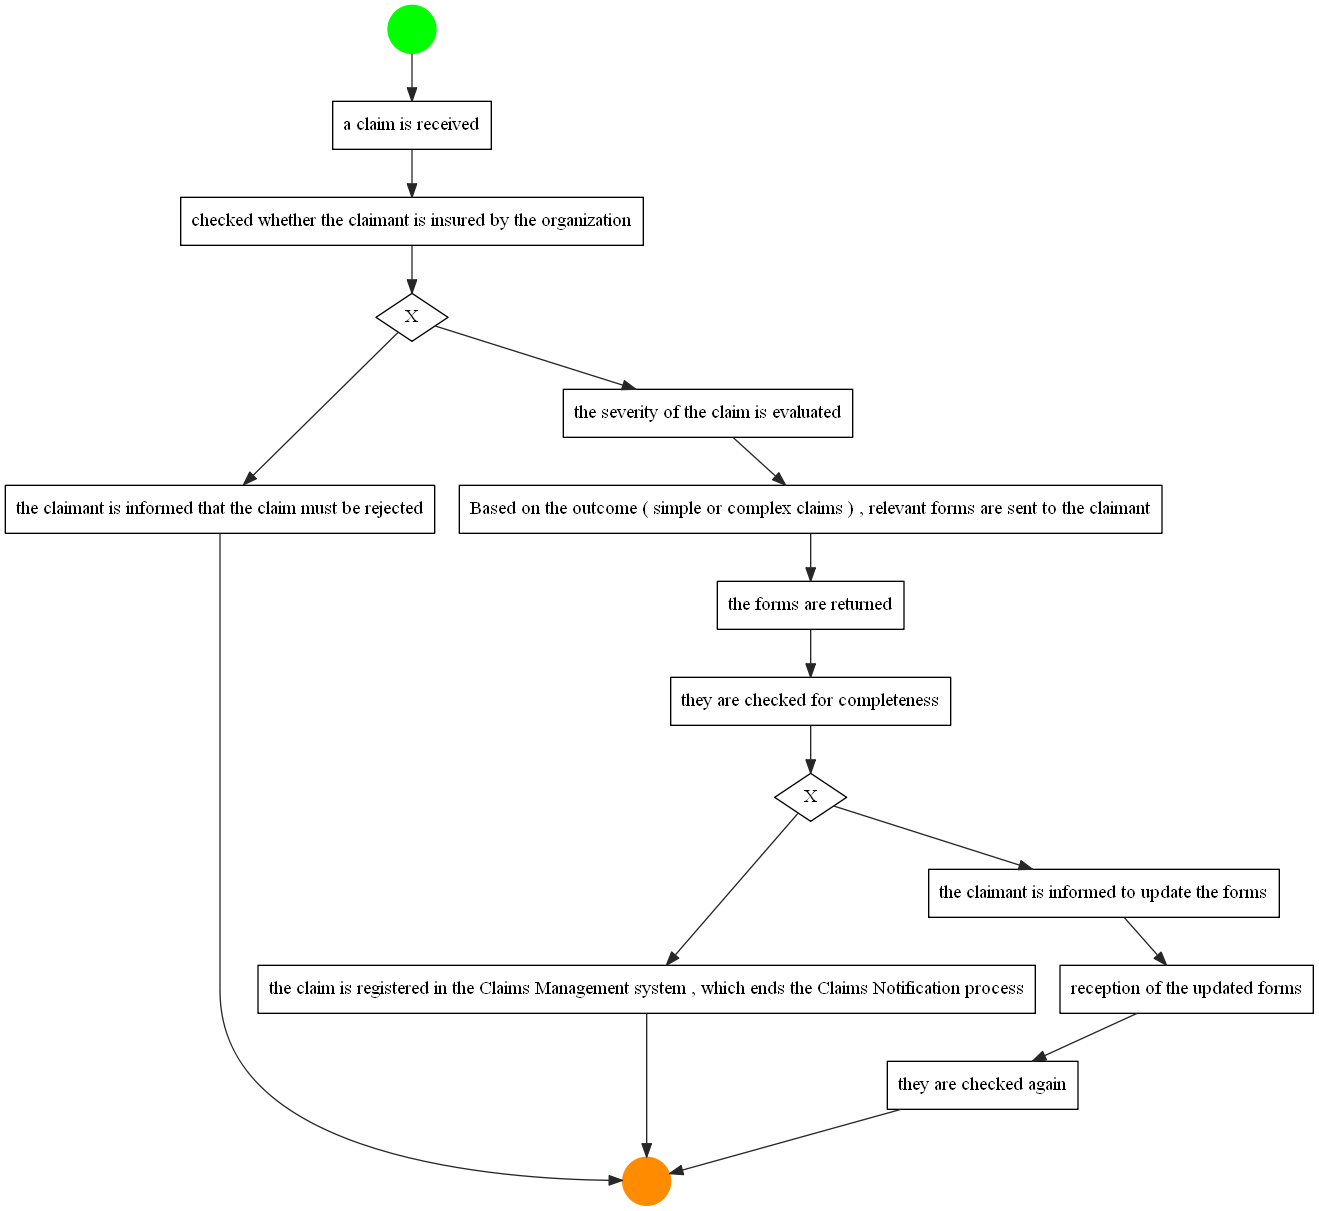 a claim is received
checked whether the claimant is insured by the organization
X
the severity of the claim is evaluated
the claimant is informed that the claim must be rejected
Based on the outcome ( simple or complex claims ) , relevant forms are sent to the claimant
the forms are returned
they are checked for completeness
X
the claimant is informed to update the forms
the claim is registered in the Claims Management system , which ends the Claims Notification process
reception of the updated forms
they are checked again